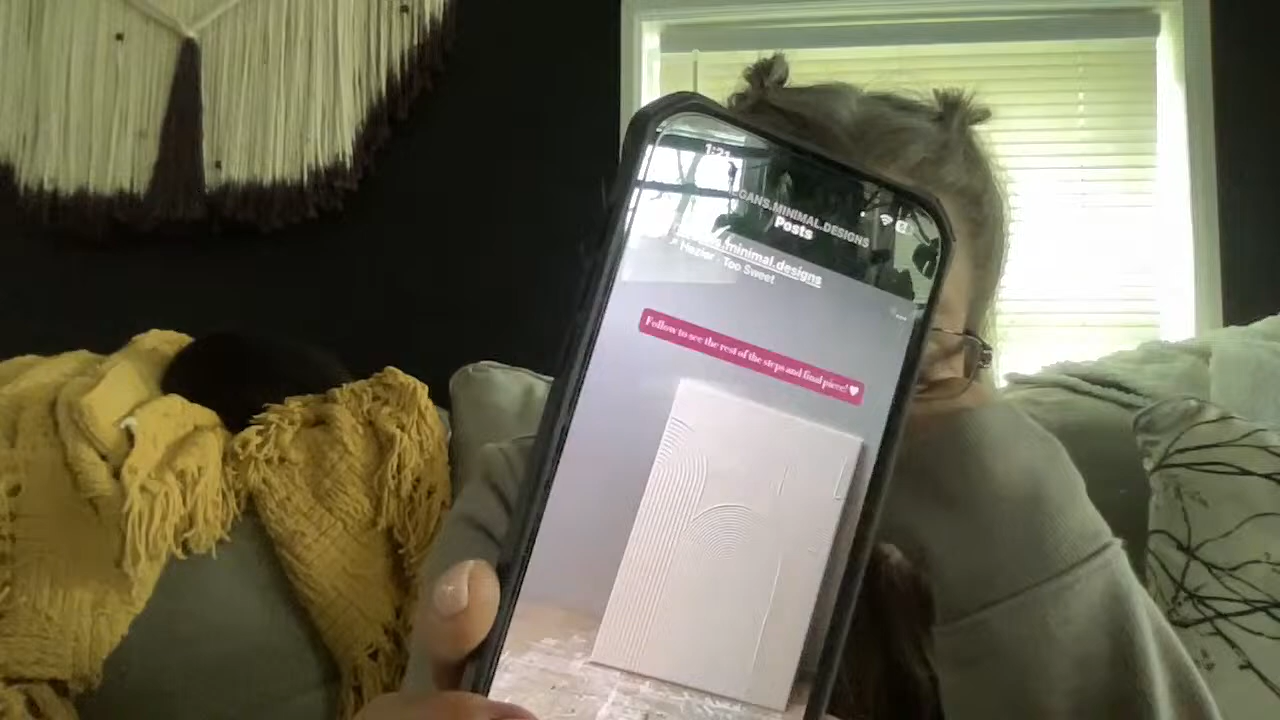 1:21
GANS.MINIMAL.DESIGNS
Posts
.minimal.designs
Hozier · Too Sweet
Follow to see the rest of the steps and final piece!🤍